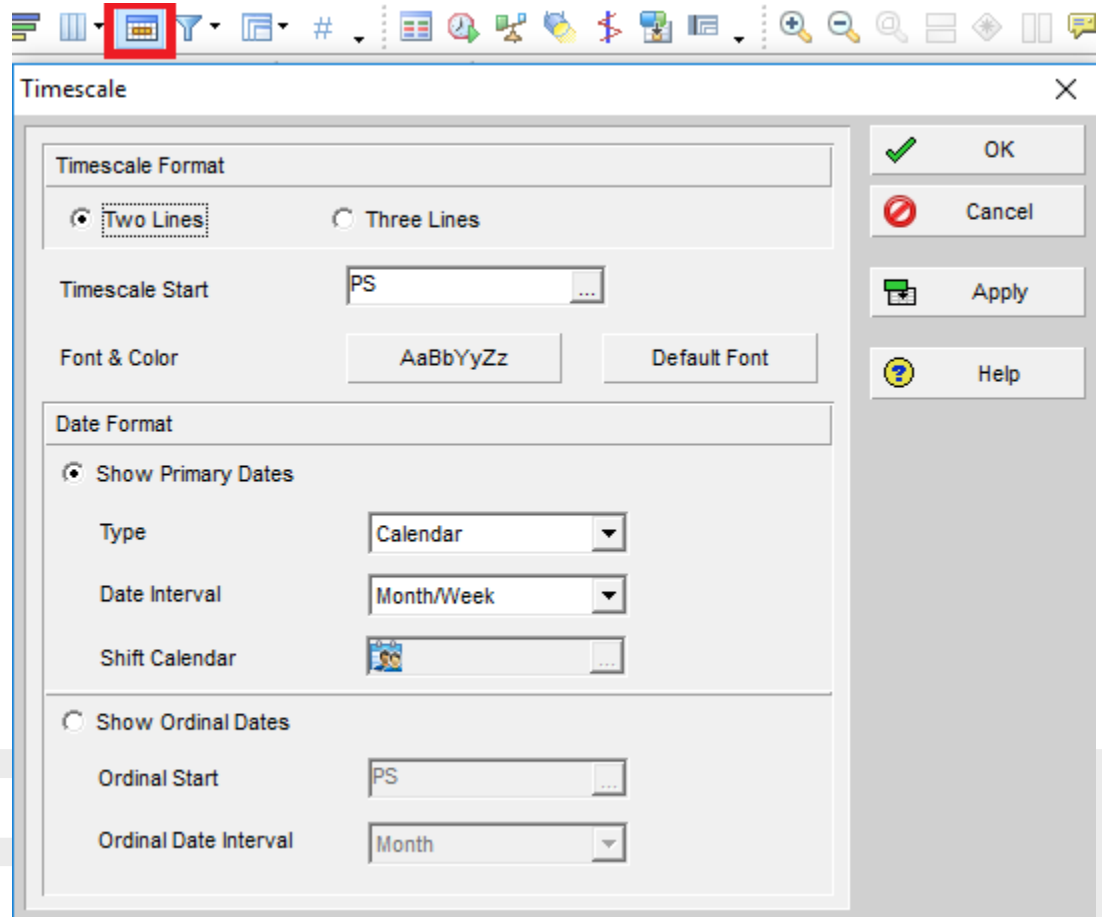 #
Timescale
Timescale Format
Two Lines
Three Lines
Timescale Start
PS
...
Font & Color
AaBbYyZz
Default Font
Date Format
Show Primary Dates
Type
Calendar
Date Interval
Month/Week
Shift Calendar
...
Show Ordinal Dates
Ordinal Start
PS
...
Ordinal Date Interval
Month
OK
Cancel
Apply
?
Help